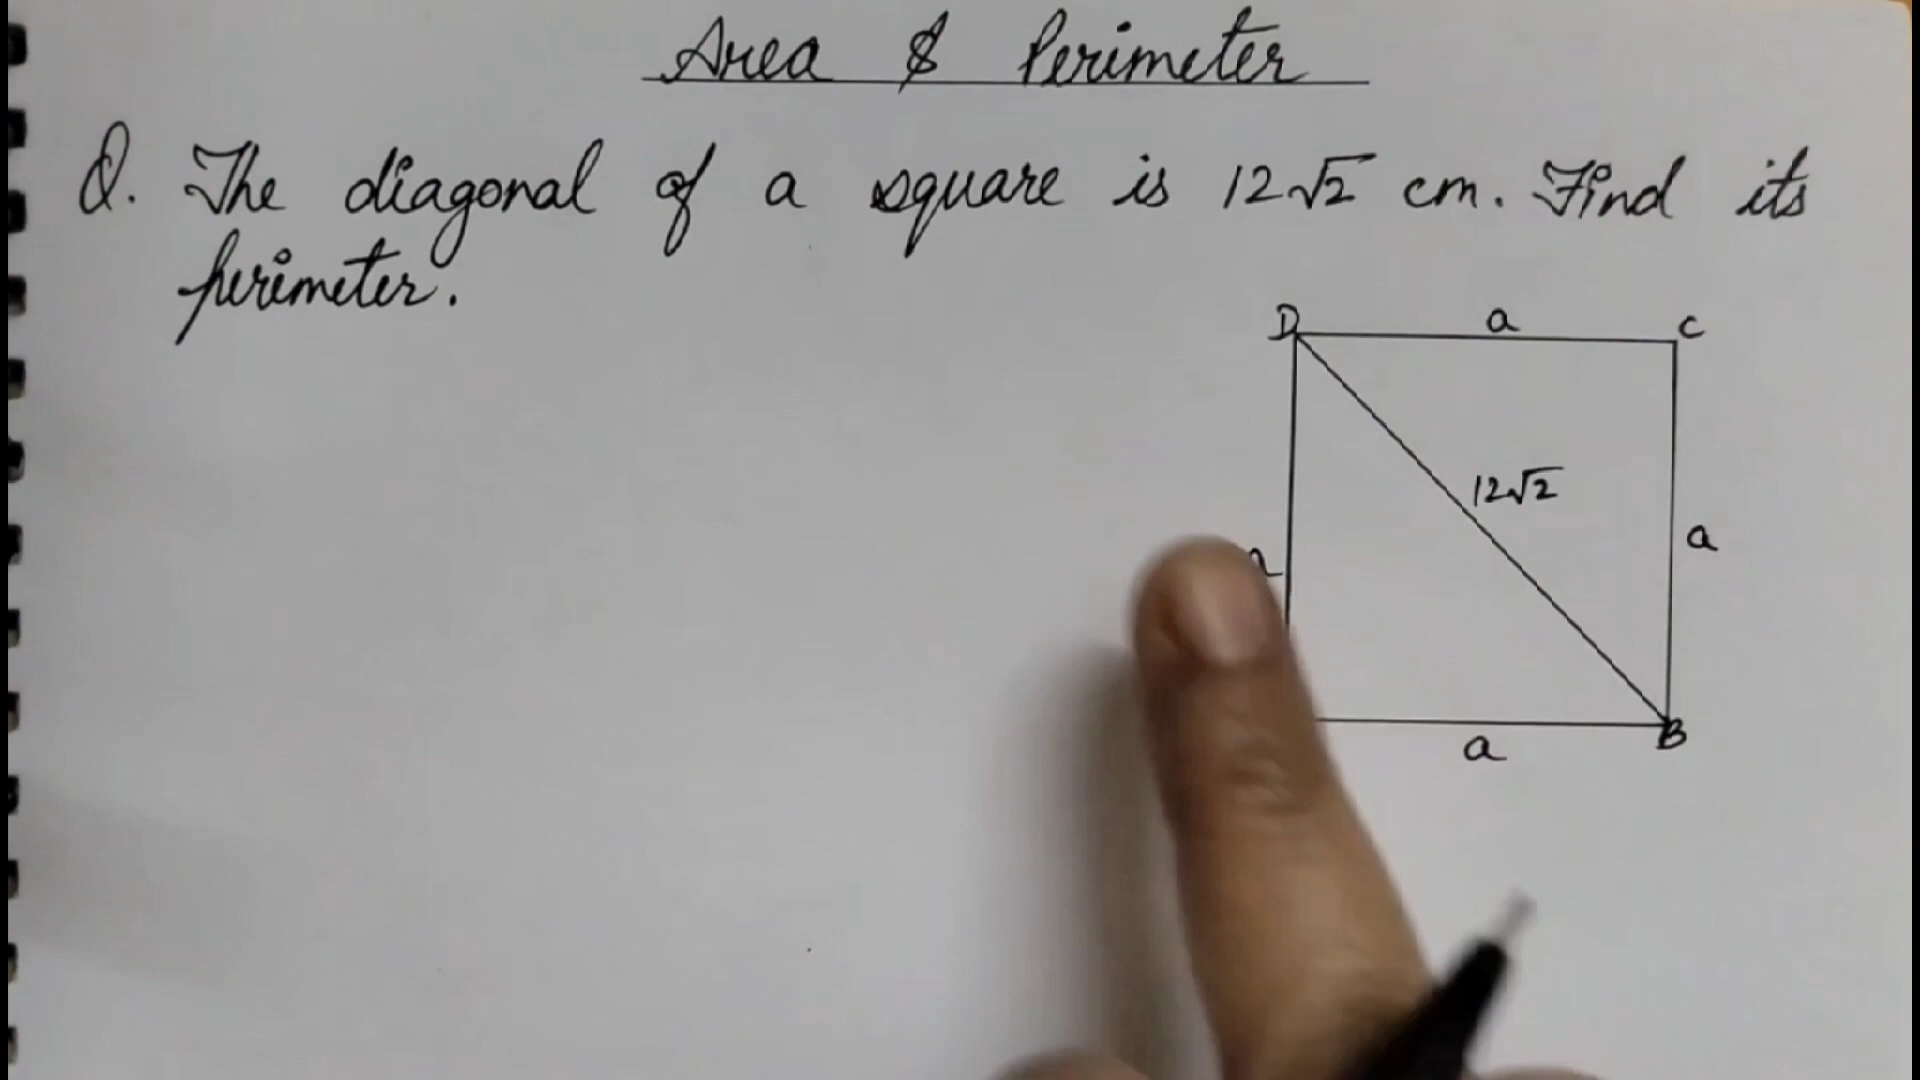 Area & Perimeter
Q. The diagonal of a square is 12√2 cm. Find its
perimeter.
D a C
12√2
a
a B